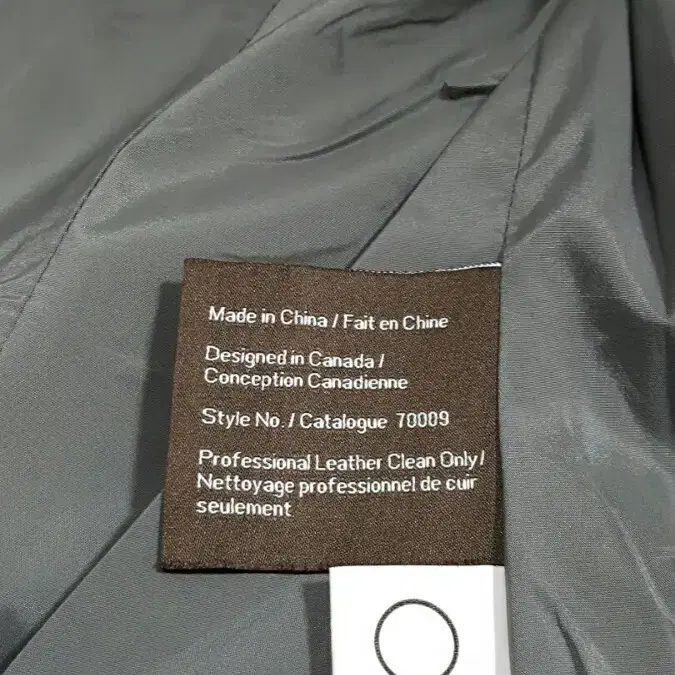 Made in China / Fait en Chine
Designed in Canada /
Conception Canadienne
Style No. / Catalogue 70009
Professional Leather Clean Only /
Nettoyage professionnel de cuir
seulement